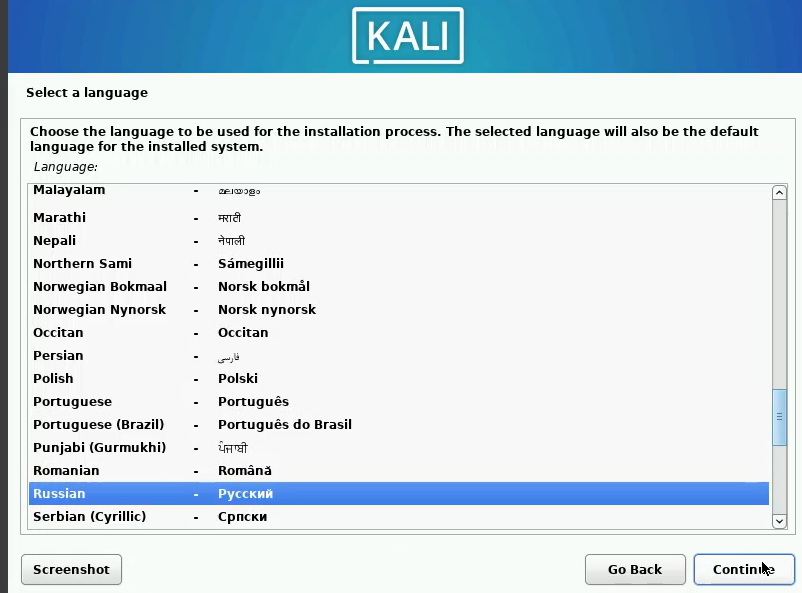 KALI
Select a language
Choose the language to be used for the installation process. The selected language will also be the default
language for the installed system.
Language:
Malayalam - മലയാളം
Marathi - मराठी
Nepali - नेपाली
Northern Sami - Sámegillii
Norwegian Bokmaal - Norsk bokmål
Norwegian Nynorsk - Norsk nynorsk
Occitan - Occitan
Persian - فارسی
Polish - Polski
Portuguese - Português
Portuguese (Brazil) - Português do Brasil
Punjabi (Gurmukhi) - ਪੰਜਾਬੀ
Romanian - Română
Russian - Русский
Serbian (Cyrillic) - Српски
Screenshot Go Back Continue